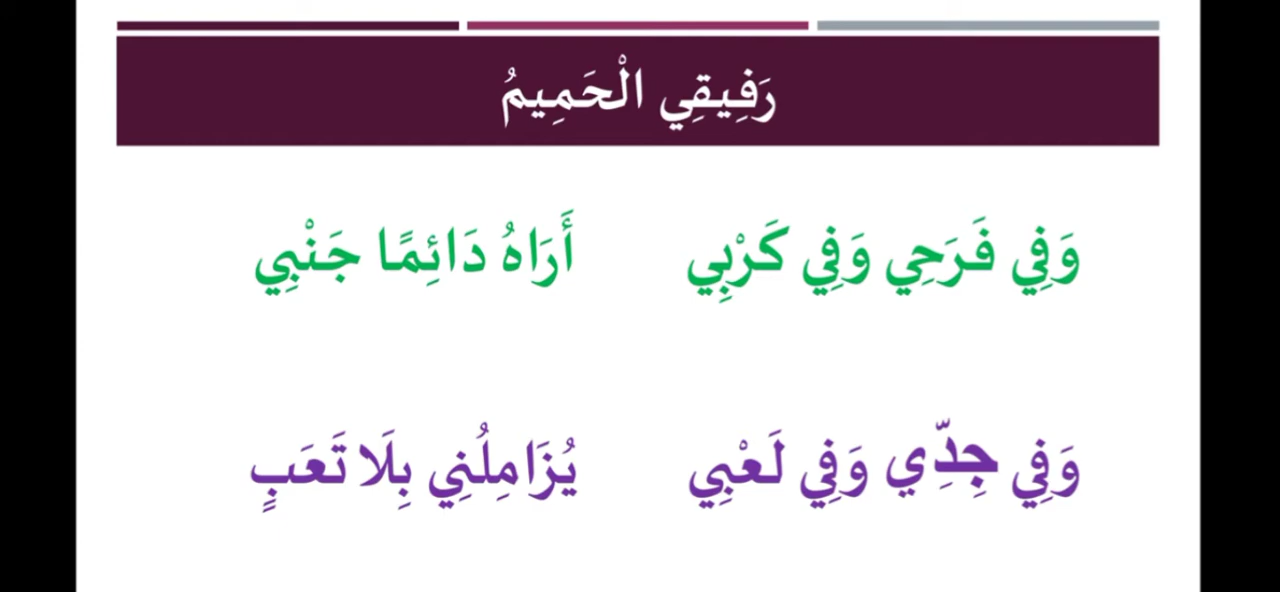 رَفِيقِي الْحَمِيمُ
وَفِي فَرَحِي وَفِي كَرْبِي أَرَاهُ دَائِمًا جَنْبِي
وَفِي جِدِّي وَفِي لَعْبِي يُزَامِلُنِي بِلَا تَعَبٍ